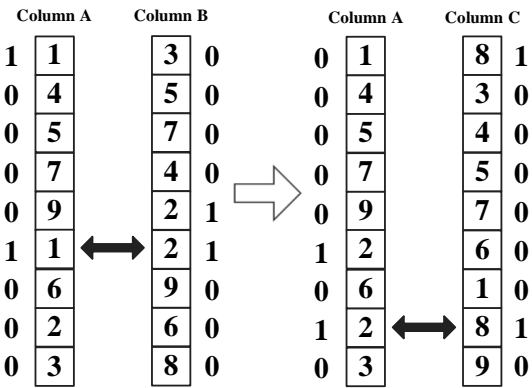 Column A Column B Column A Column C
1 1 3 0 0 1 8 1
0 4 5 0 0 4 3 0
0 5 7 0 0 5 4 0
0 7 4 0 0 7 5 0
0 9 2 1 0 9 7 0
1 1 2 1 1 2 6 0
0 6 9 0 0 6 1 0
0 2 6 0 1 2 8 1
0 3 8 0 0 3 9 0